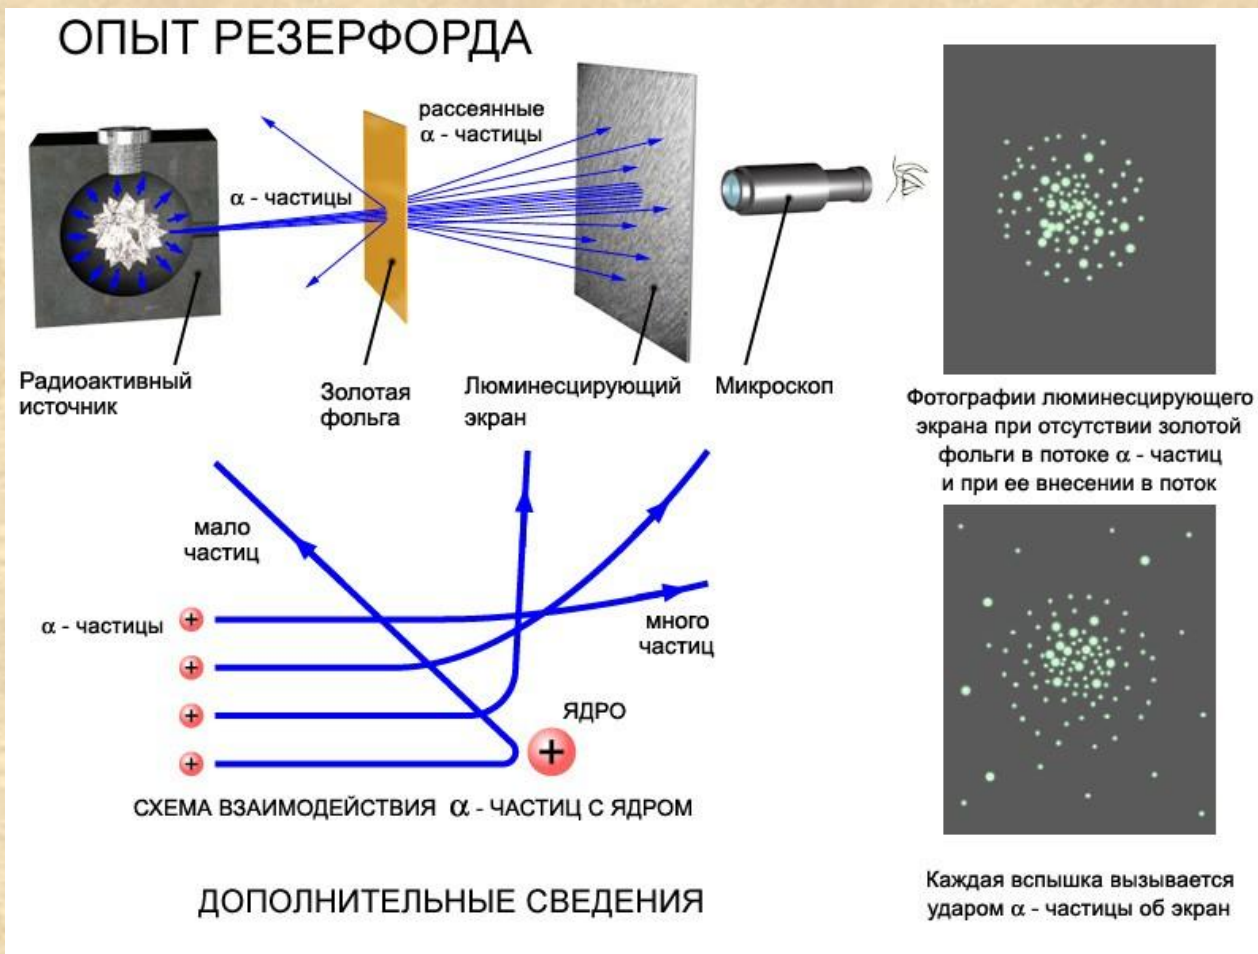 ОПЫТ РЕЗЕРФОРДА
рассеянные
α - частицы
α - частицы
Радиоактивный
источник
Золотая
фольга
Люминесцирующий
экран
Микроскоп
Фотографии люминесцирующего
экрана при отсутствии золотой
фольги в потоке α - частиц
и при ее внесении в поток
мало
частиц
α - частицы
+
+
+
+
много
частиц
ЯДРО
+
СХЕМА ВЗАИМОДЕЙСТВИЯ α - ЧАСТИЦ С ЯДРОМ
ДОПОЛНИТЕЛЬНЫЕ СВЕДЕНИЯ
Каждая вспышка вызывается
ударом α - частицы об экран